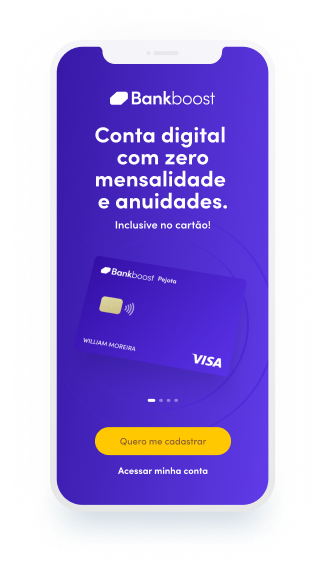 Bankboost
Conta digital
com zero
mensalidade
e anuidades.
Inclusive no cartão!
Bankboost Pejota
WILLIAM MOREIRA
VISA
Quero me cadastrar
Acessar minha conta